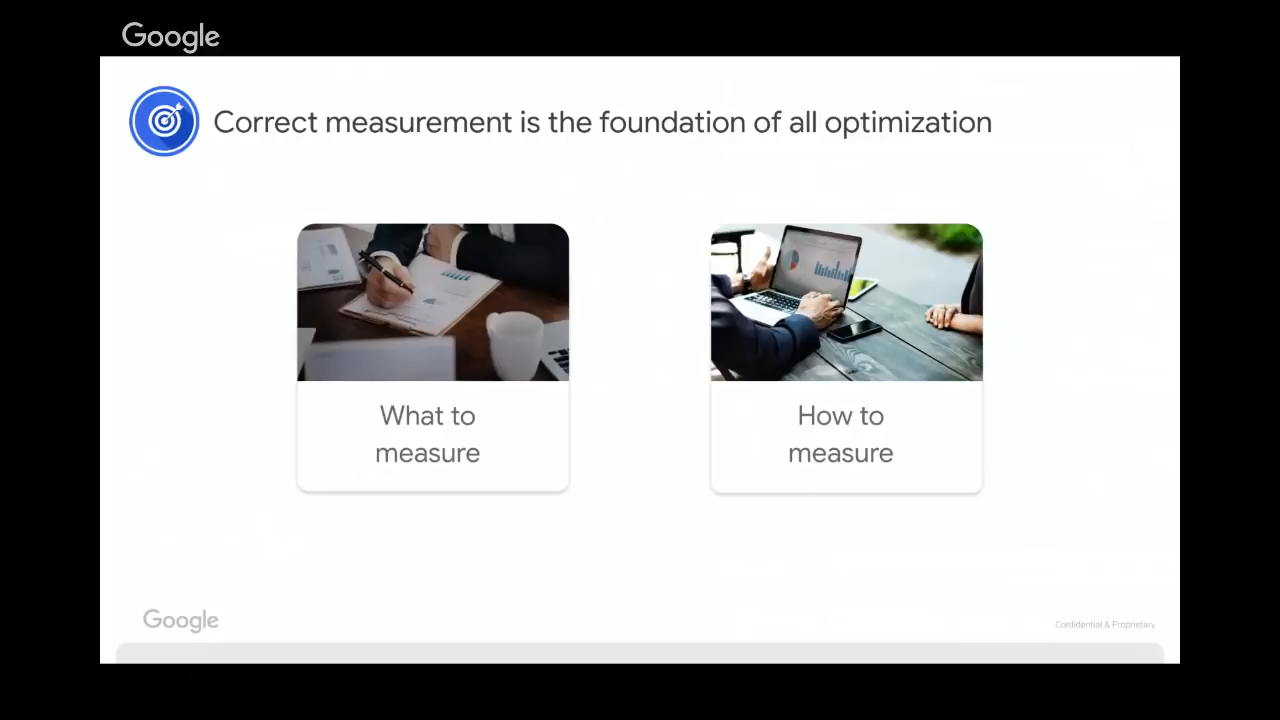 Google
Correct measurement is the foundation of all optimization
What to
measure
How to
measure
Google
Confidential & Proprietary